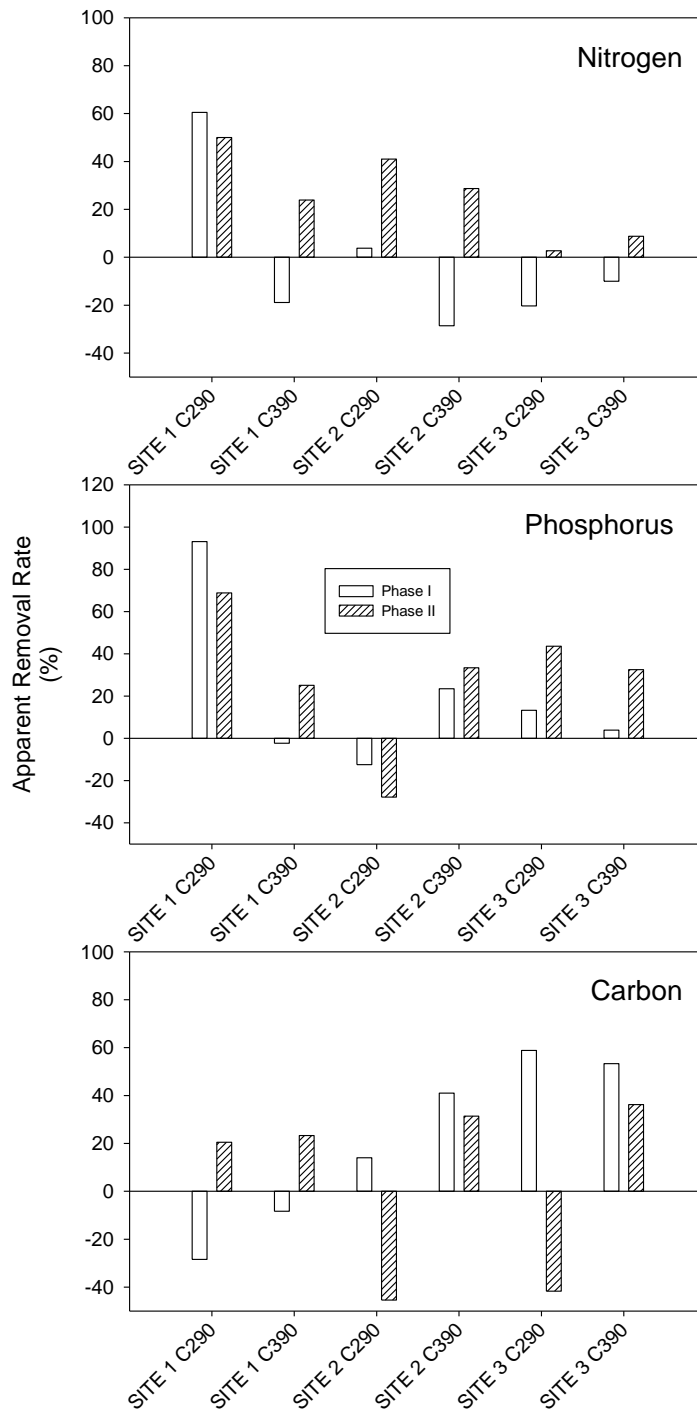 100
Nitrogen
80
60
40
20
0
-20
-40
SITE 1 C290
SITE 1 C390
SITE 2 C290
SITE 2 C390
SITE 3 C290
SITE 3 C390
Apparent Removal Rate
(%)
120
Phosphorus
100
80
60
40
20
0
-20
-40
Phase I
Phase II
SITE 1 C290
SITE 1 C390
SITE 2 C290
SITE 2 C390
SITE 3 C290
SITE 3 C390
100
Carbon
80
60
40
20
0
-20
-40
SITE 1 C290
SITE 1 C390
SITE 2 C290
SITE 2 C390
SITE 3 C290
SITE 3 C390